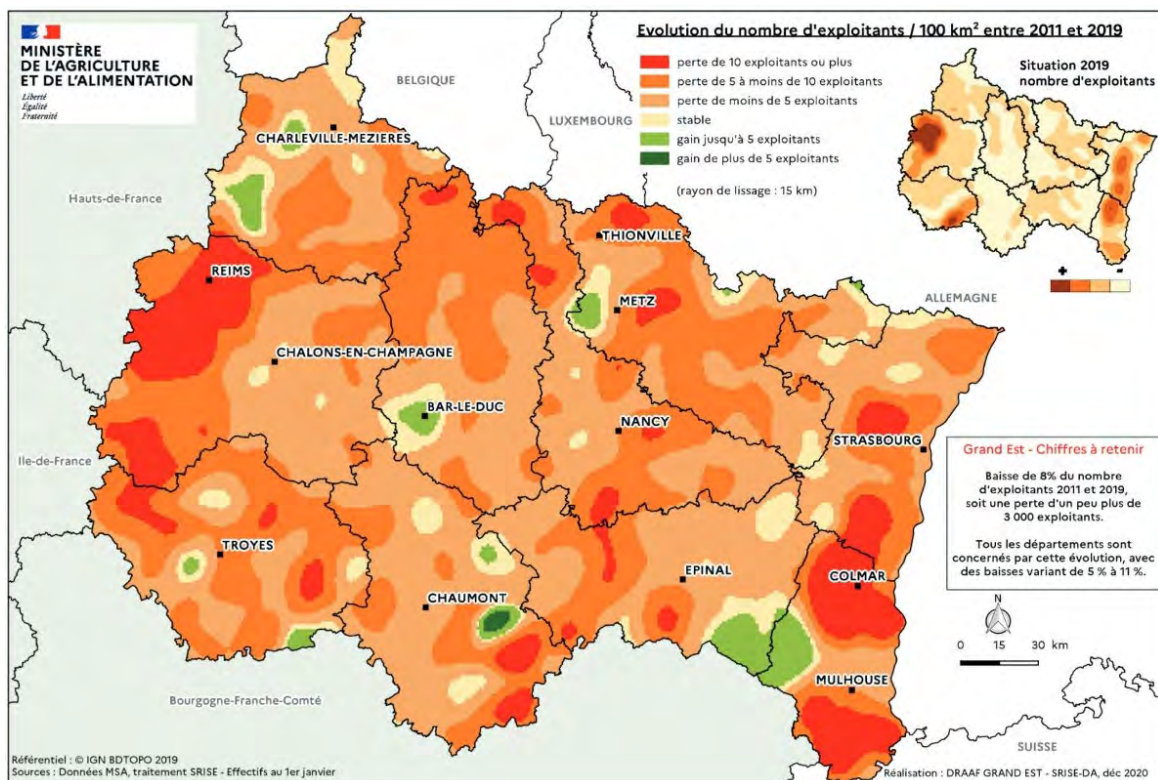 MINISTÈRE
DE L'AGRICULTURE
ET DE L'ALIMENTATION
Liberté
Égalité
Fraternité
Evolution du nombre d'exploitants / 100 km² entre 2011 et 2019
perte de 10 exploitants ou plus
perte de 5 à moins de 10 exploitants
perte de moins de 5 exploitants
stable
gain jusqu'à 5 exploitants
gain de plus de 5 exploitants
(rayon de lissage : 15 km)
Situation 2019
nombre d'exploitants
+ -
BELGIQUE
LUXEMBOURG
CHARLEVILLE-MEZIERES
Hauts-de-France
THIONVILLE
REIMS
METZ
ALLEMAGNE
CHALONS-EN-CHAMPAGNE
BAR-LE-DUC
NANCY
STRASBOURG
Ile-de-France
Grand Est - Chiffres à retenir
Baisse de 8% du nombre
d'exploitants 2011 et 2019,
soit une perte d'un peu plus de
3 000 exploitants.
Tous les départements sont
concernés par cette évolution, avec
des baisses variant de 5 % à 11 %.
TROYES
EPINAL
COLMAR
CHAUMONT
N
0 15 30 km
MULHOUSE
Bourgogne-Franche-Comté
SUISSE
Référentiel : © IGN BDTOPO 2019
Sources : Données MSA, traitement SRISE - Effectifs au 1er janvier
Réalisation : DRAAF GRAND EST - SRISE-DA, déc 2020